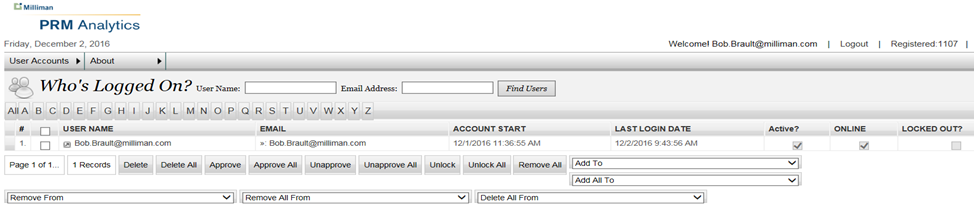 Milliman
PRM Analytics
Friday, December 2, 2016 Welcome! Bob.Brault@milliman.com | Logout | Registered:1107 |
User Accounts About
Who's Logged On? User Name: Email Address: Find Users
All A B C D E F G H I J K L M N O P Q R S T U V W X Y Z
# USER NAME EMAIL ACCOUNT START LAST LOGIN DATE Active? ONLINE LOCKED OUT?
1. Bob.Brault@milliman.com »: Bob.Brault@milliman.com 12/1/2016 11:36:55 AM 12/2/2016 9:43:56 AM
Page 1 of 1... 1 Records Delete Delete All Approve Approve All Unapprove Unapprove All Unlock Unlock All Remove All Add To
Add All To
Remove From Remove All From Delete All From